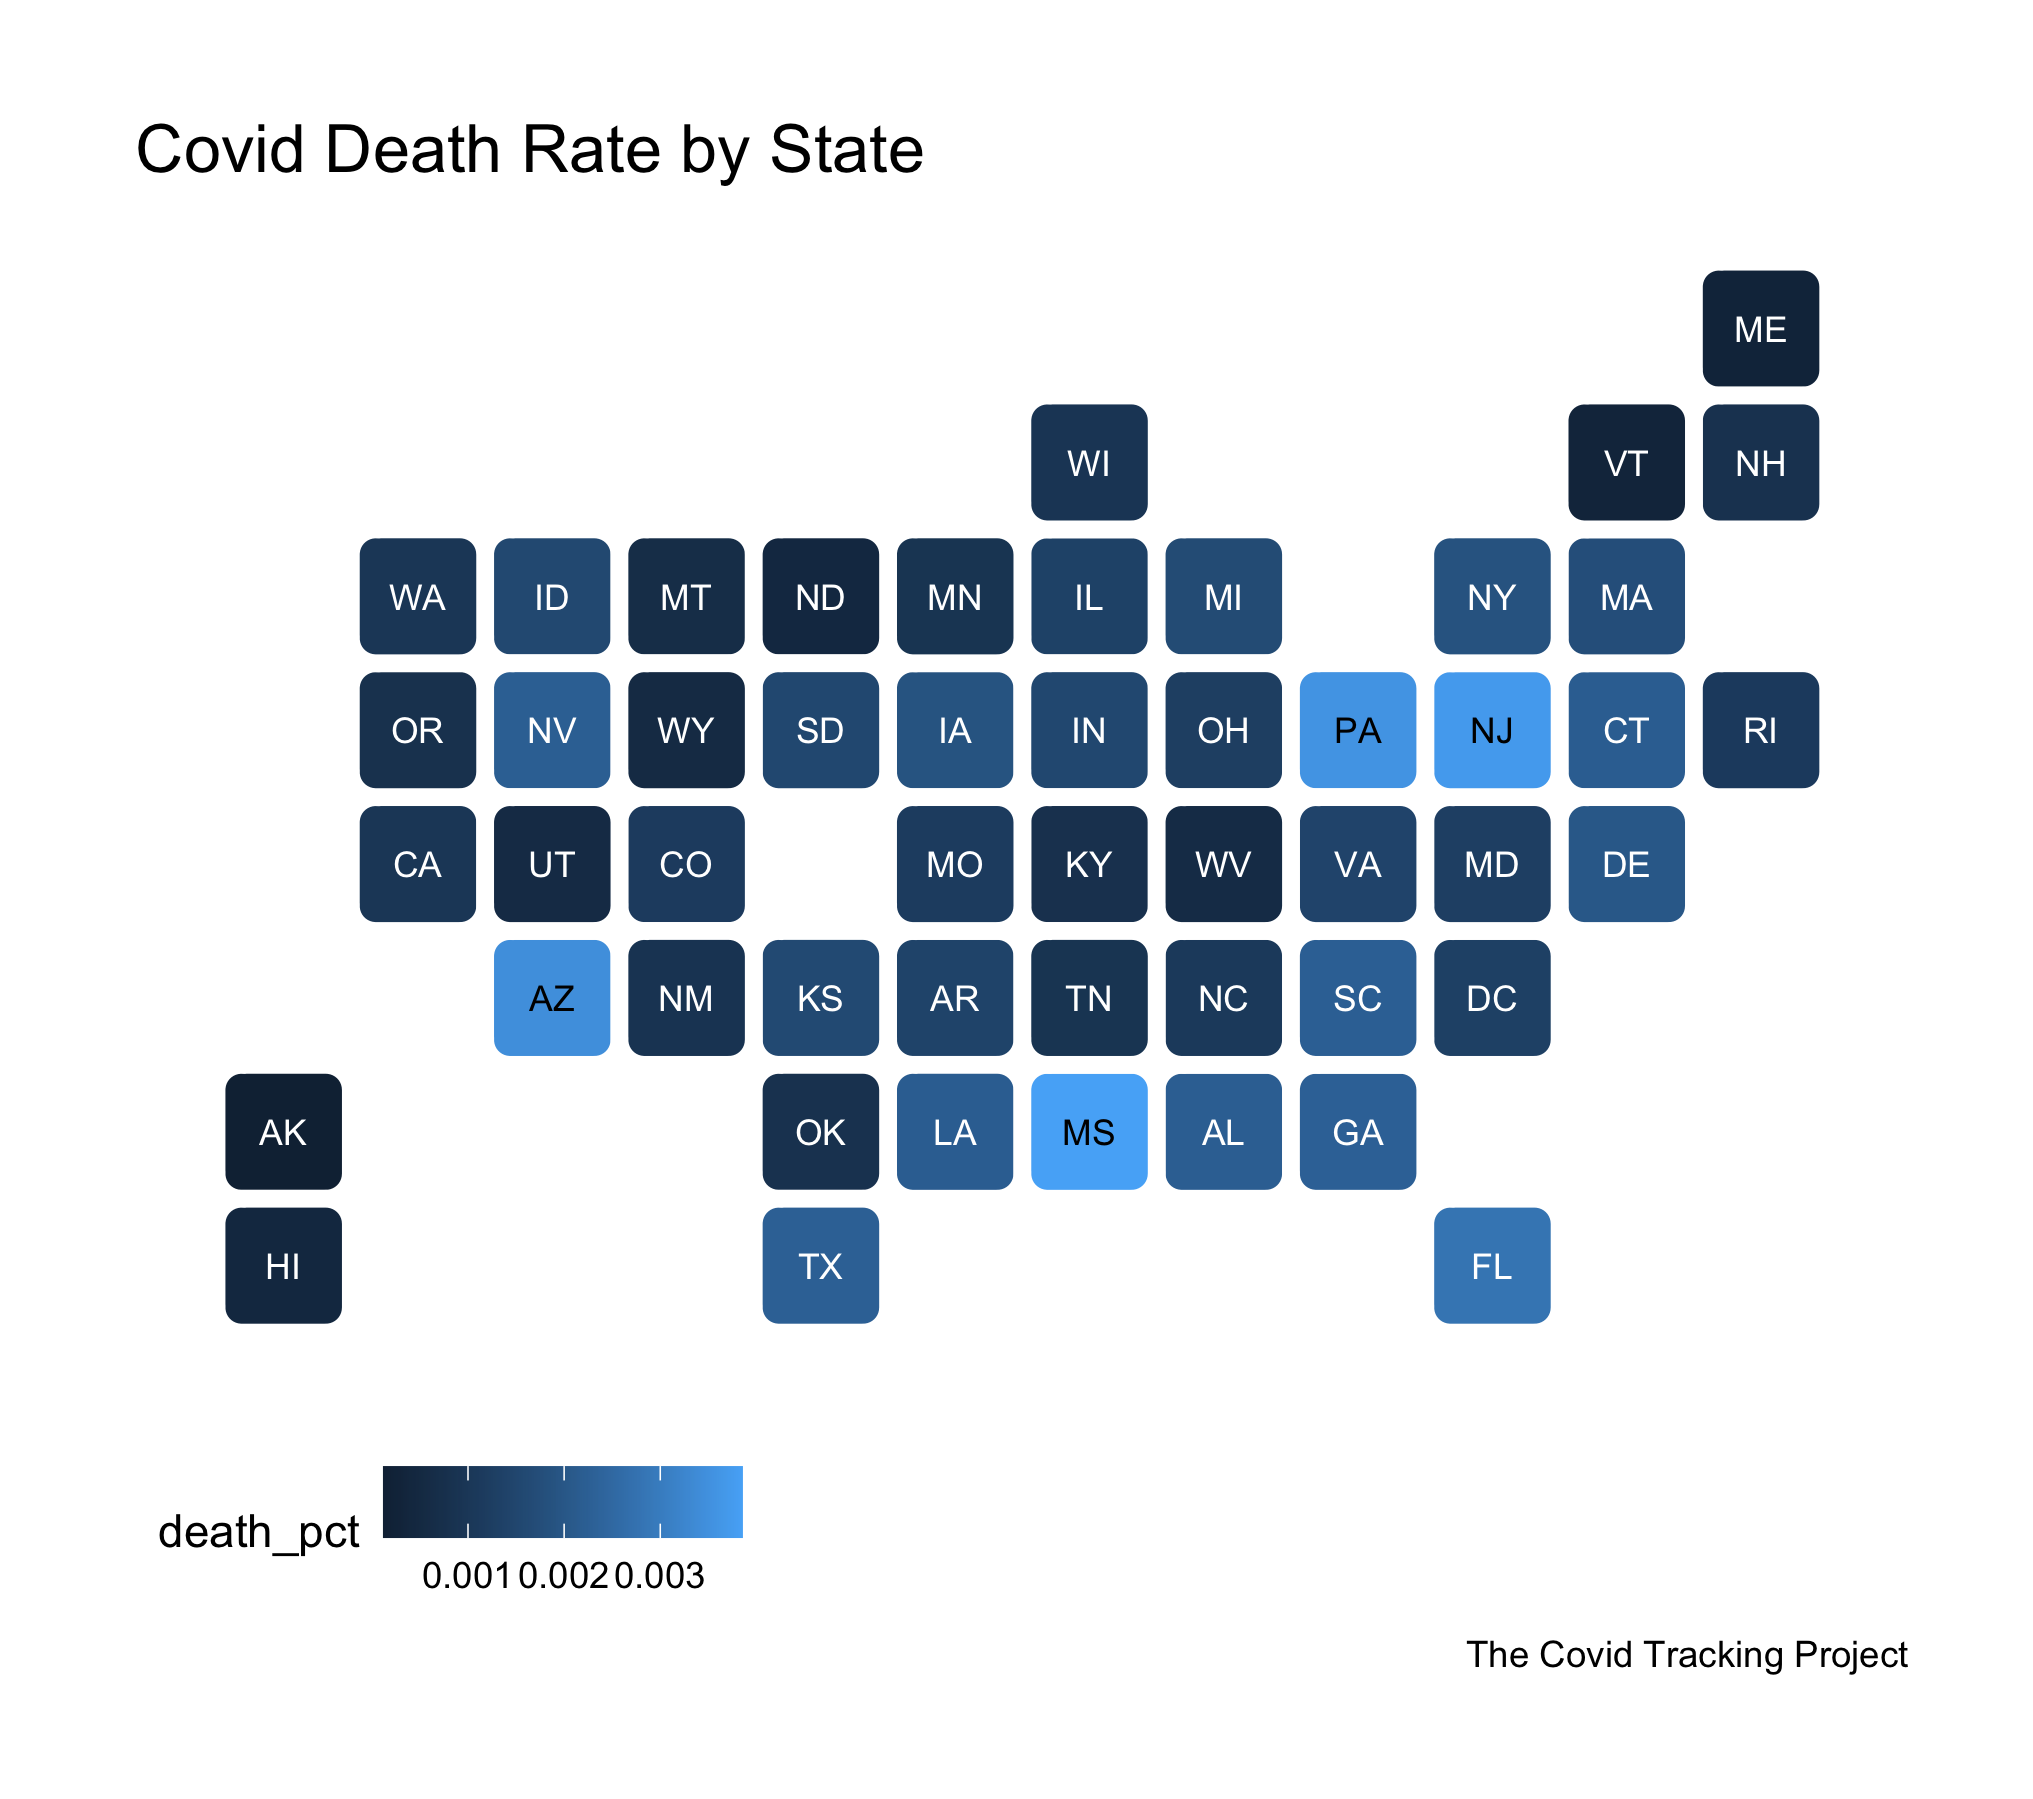 Covid Death Rate by State
ME
WI VT NH
WA ID MT ND MN IL MI NY MA
OR NV WY SD IA IN OH PA NJ CT RI
CA UT CO MO KY WV VA MD DE
AZ NM KS AR TN NC SC DC
AK OK LA MS AL GA
HI TX FL
death_pct
0.001 0.002 0.003
The Covid Tracking Project